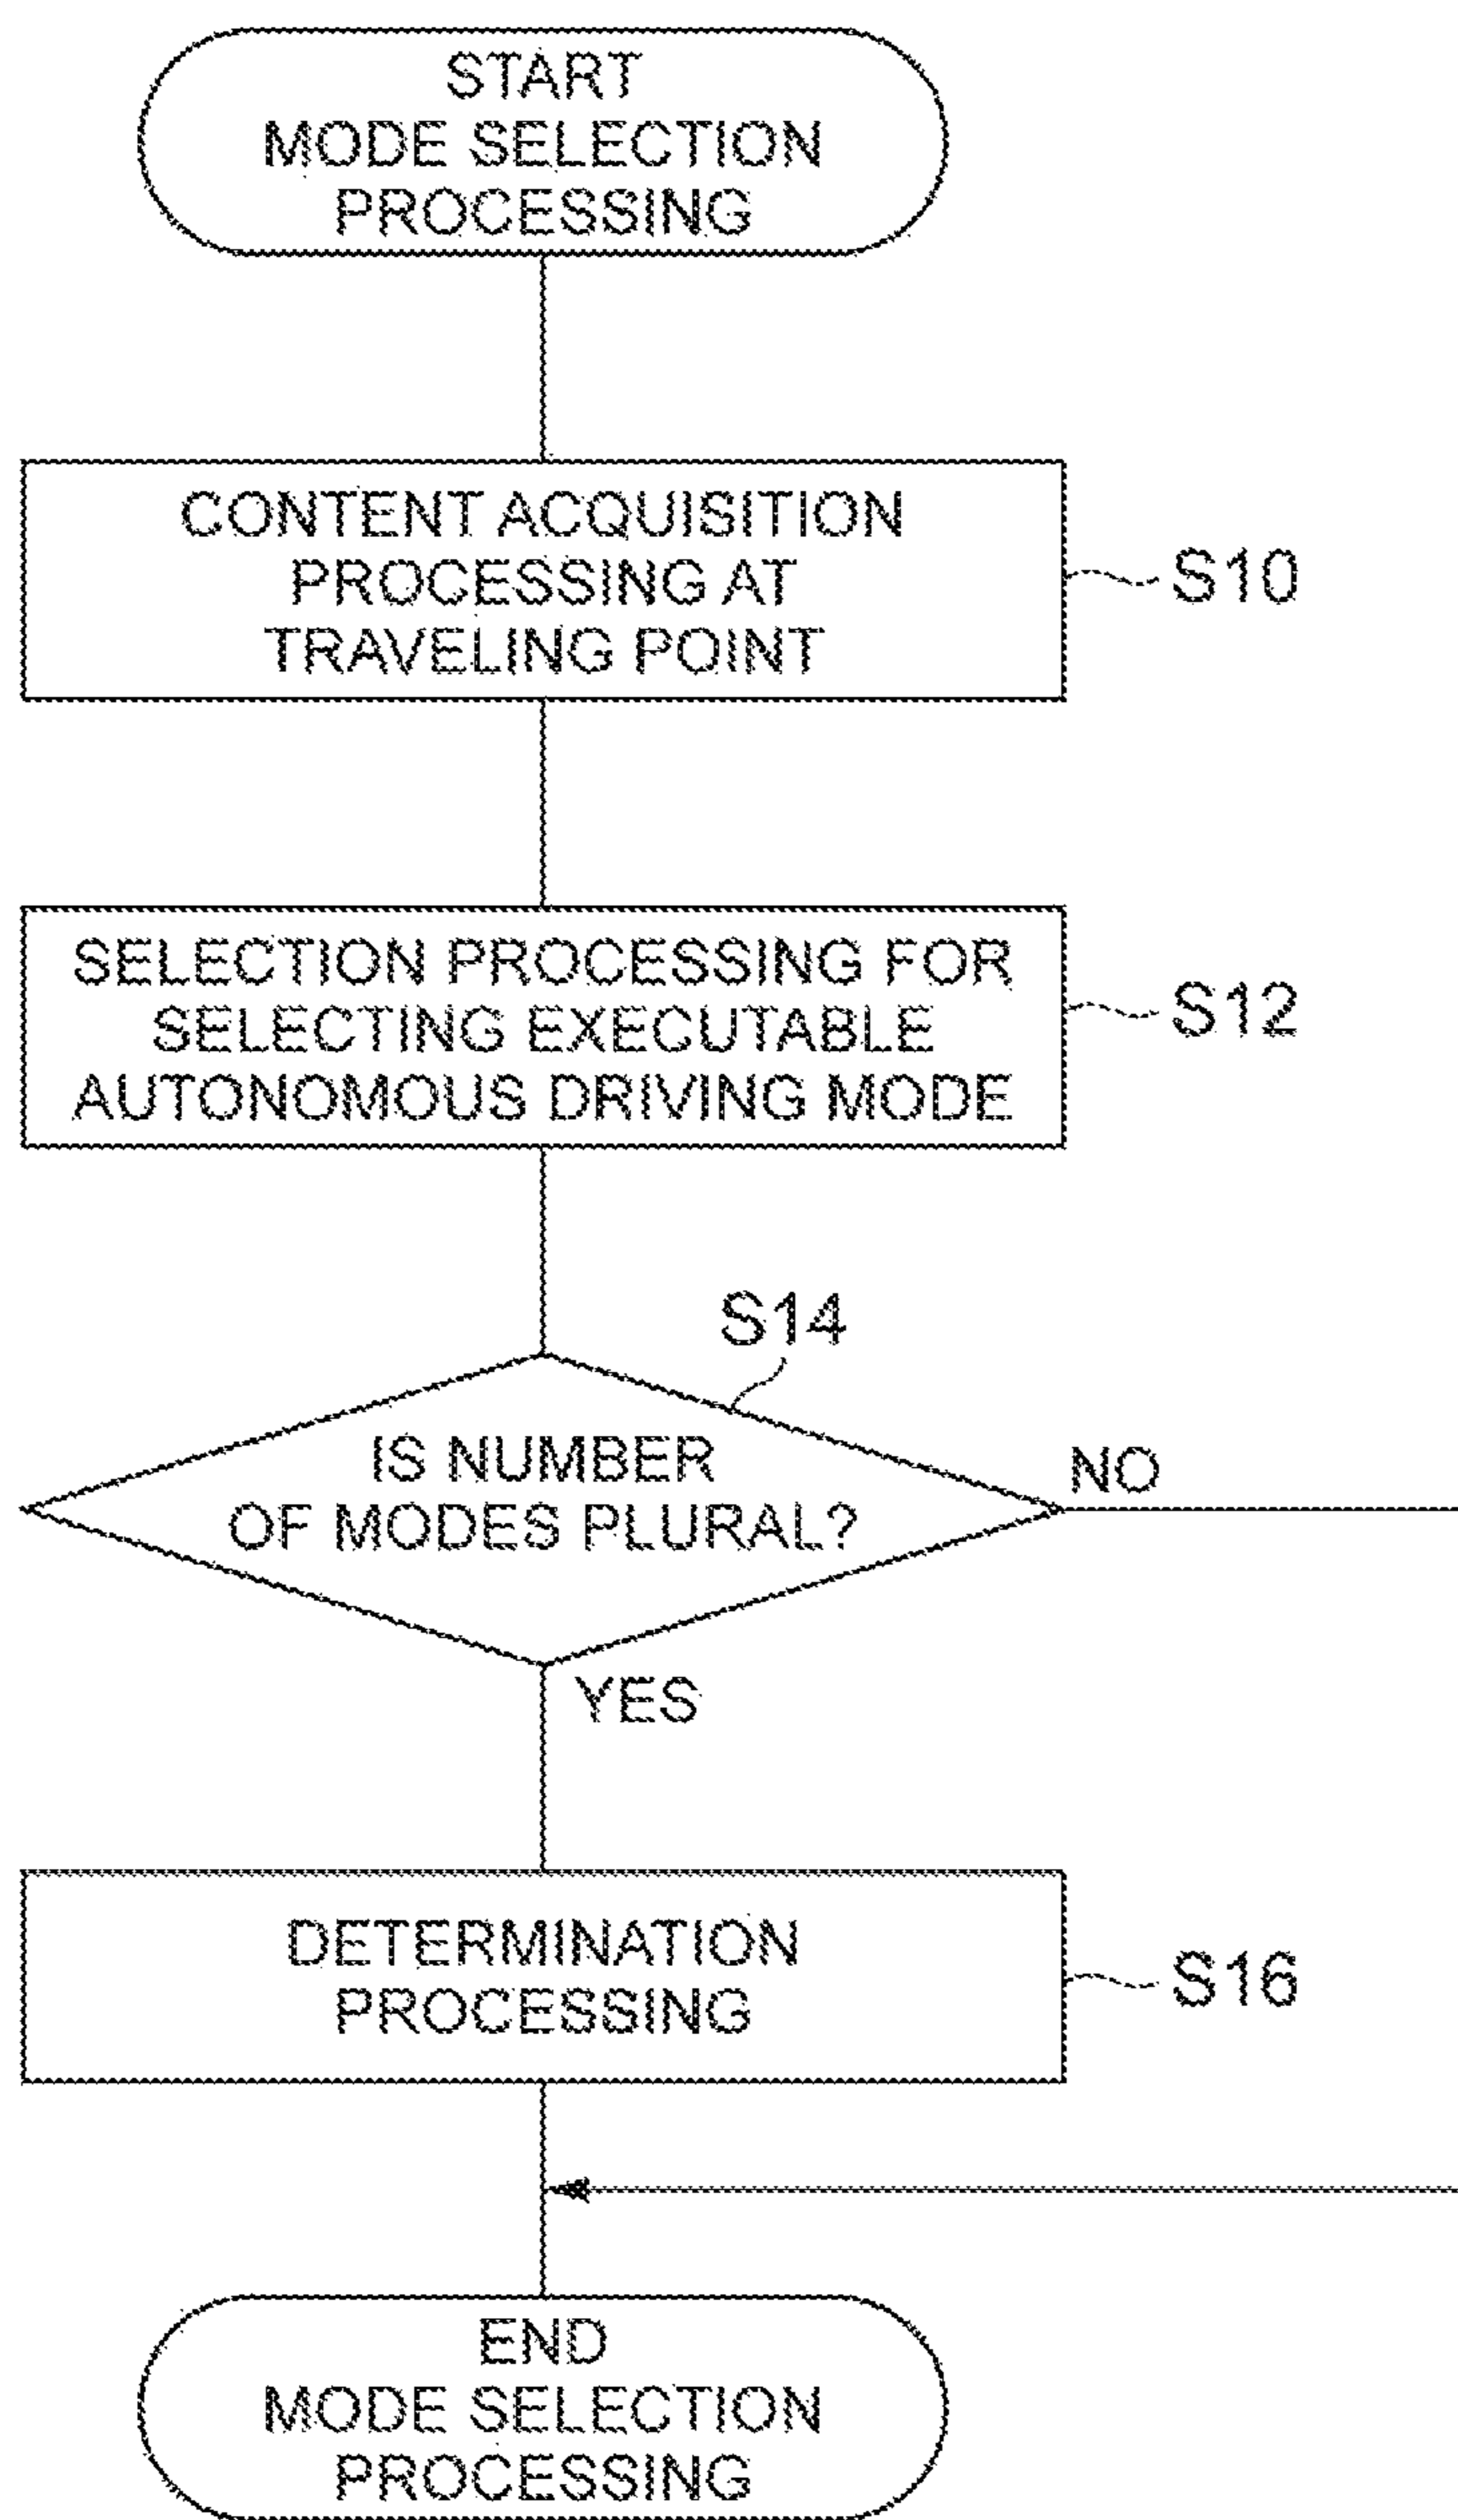 START
MODE SELECTION
PROCESSING
CONTENT ACQUISITION
PROCESSING AT
TRAVELING POINT
S10
SELECTION PROCESSING FOR
SELECTING EXECUTABLE
AUTONOMOUS DRIVING MODE
S12
S14
IS NUMBER
OF MODES PLURAL?
NO
YES
DETERMINATION
PROCESSING
S16
END
MODE SELECTION
PROCESSING